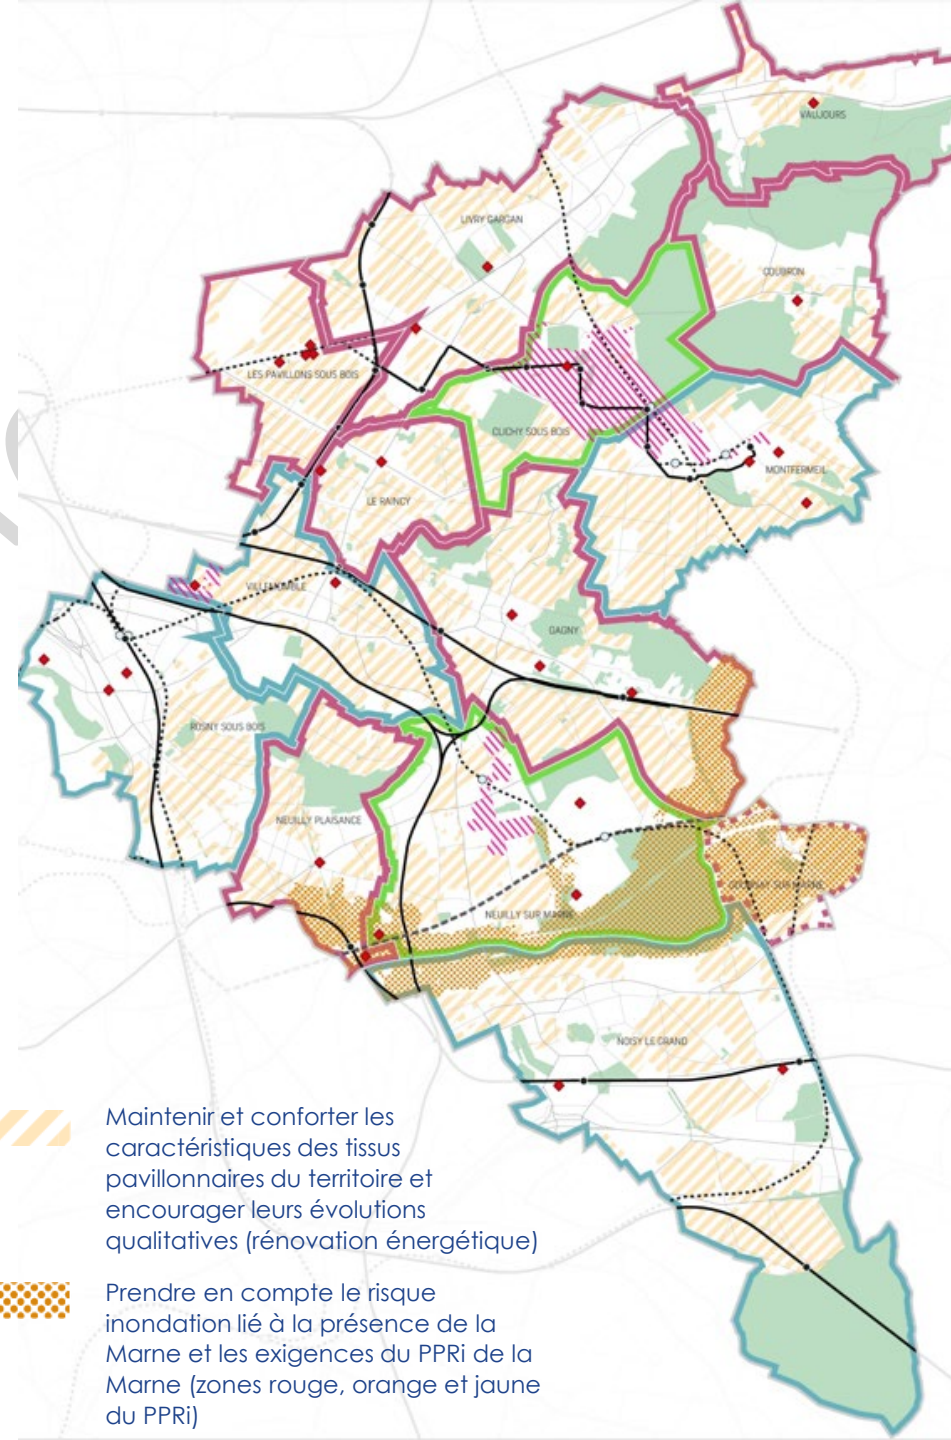 VAUJOURS
LIVRY GARGAN
COUBRON
LES PAVILLONS SOUS BOIS
CLICHY SOUS BOIS
MONTFERMEIL
LE RAINCY
VILLEMOMBLE
GAGNY
ROSNY SOUS BOIS
NEUILLY PLAISANCE
GOURNAY SUR MARNE
NEUILLY SUR MARNE
NOISY LE GRAND
Maintenir et conforter les
caractéristiques des tissus
pavillonnaires du territoire et
encourager leurs évolutions
qualitatives (rénovation énergétique)
Prendre en compte le risque
inondation lié à la présence de la
Marne et les exigences du PPRi de la
Marne (zones rouge, orange et jaune
du PPRi)